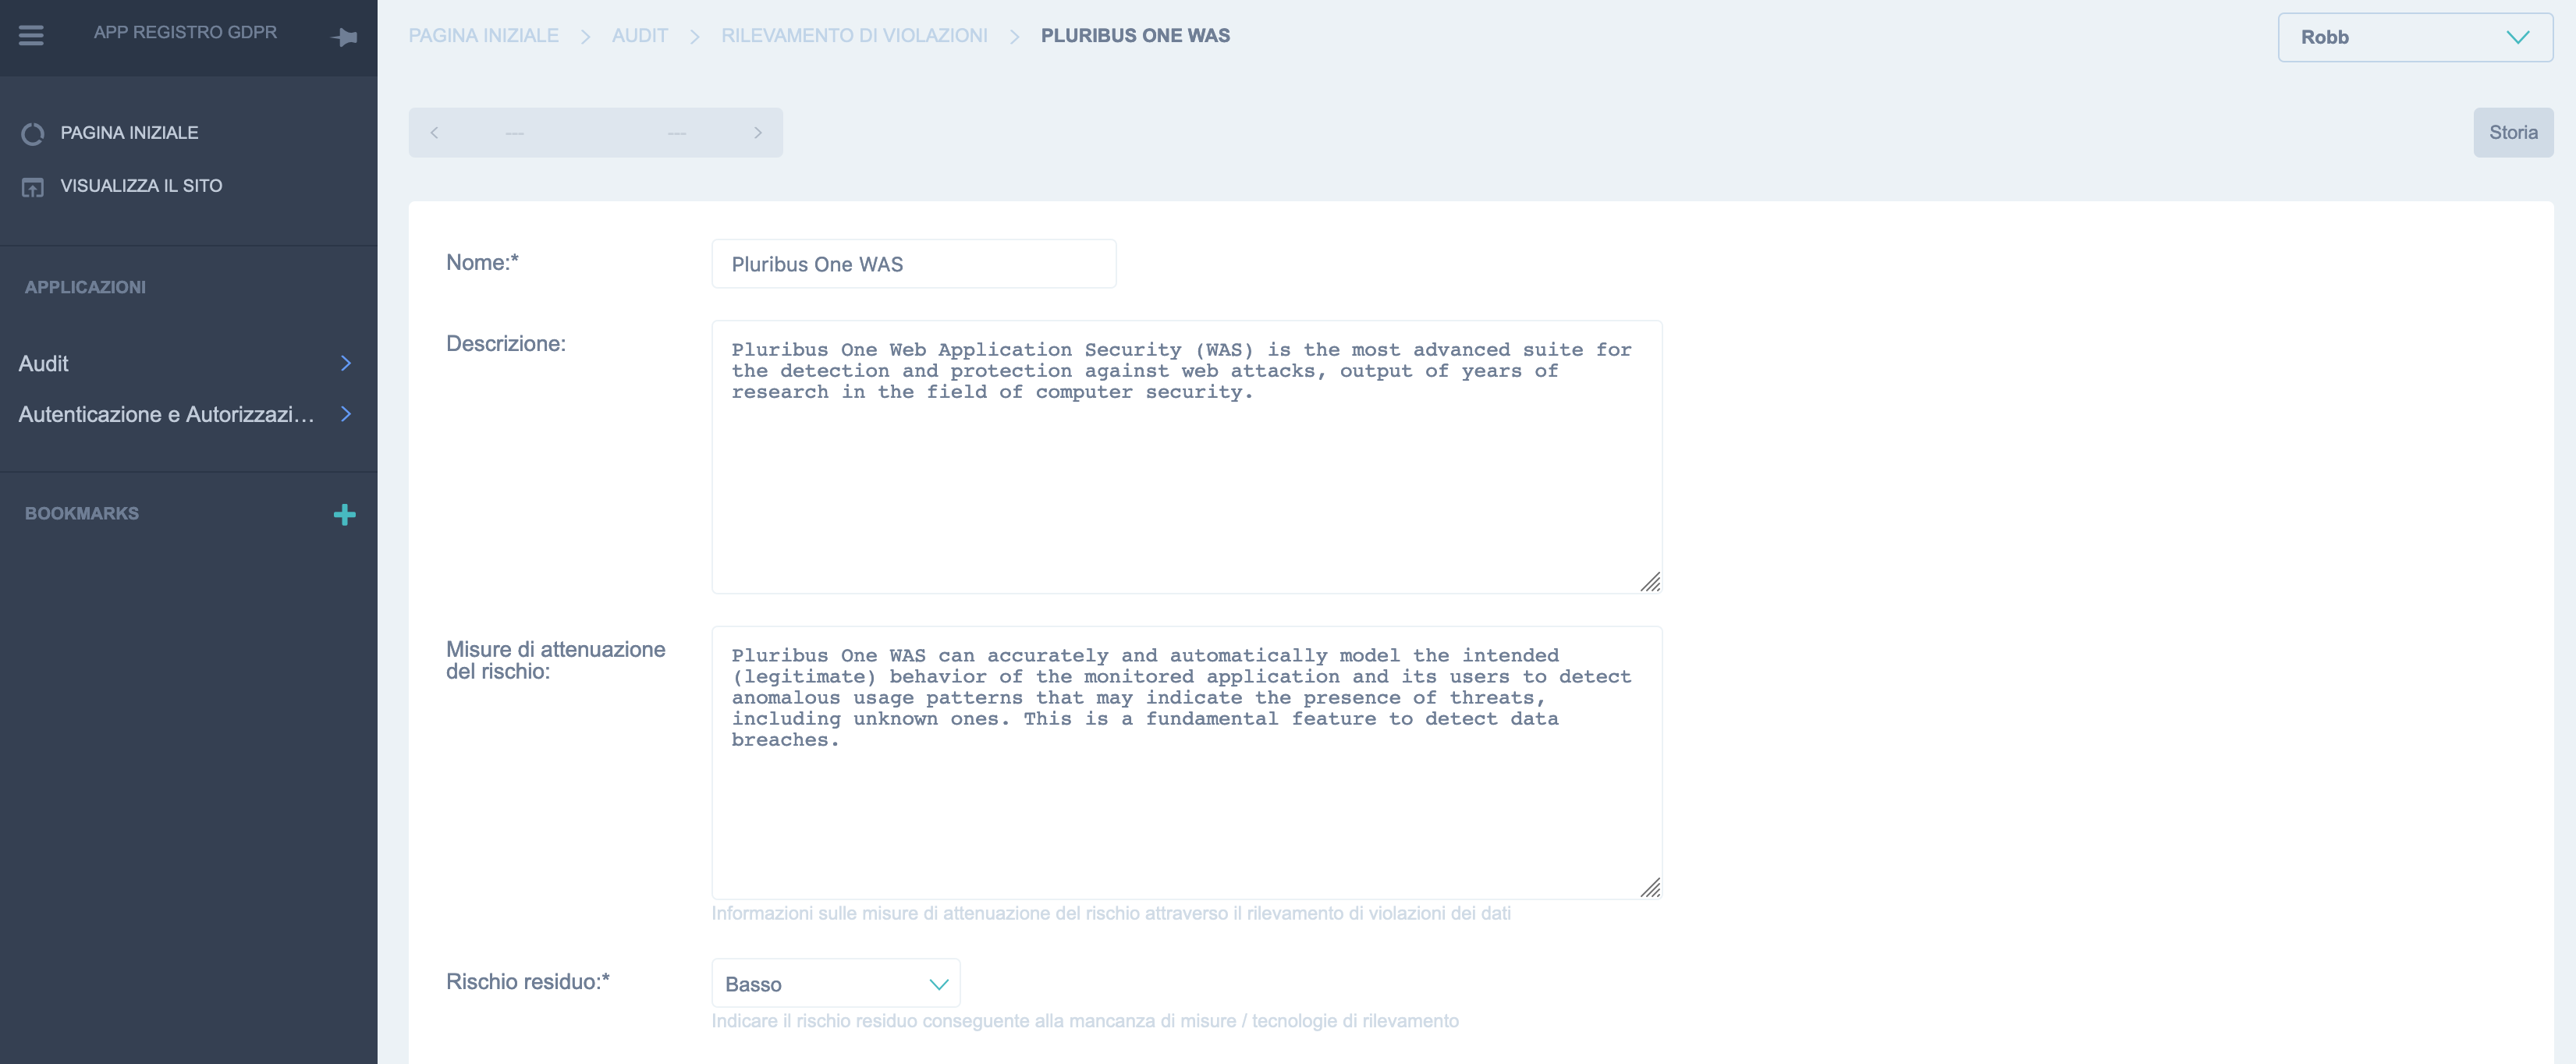 APP REGISTRO GDPR
PAGINA INIZIALE
VISUALIZZA IL SITO
APPLICAZIONI
Audit
Autenticazione e Autorizzazi…
BOOKMARKS
PAGINA INIZIALE > AUDIT > RILEVAMENTO DI VIOLAZIONI > PLURIBUS ONE WAS
Robb
< --- --- >
Storia
Nome:*
Pluribus One WAS
Descrizione:
Pluribus One Web Application Security (WAS) is the most advanced suite for
the detection and protection against web attacks, output of years of
research in the field of computer security.
Misure di attenuazione
del rischio:
Pluribus One WAS can accurately and automatically model the intended
(legitimate) behavior of the monitored application and its users to detect
anomalous usage patterns that may indicate the presence of threats,
including unknown ones. This is a fundamental feature to detect data
breaches.
Informazioni sulle misure di attenuazione del rischio attraverso il rilevamento di violazioni dei dati
Rischio residuo:*
Basso
Indicare il rischio residuo conseguente alla mancanza di misure / tecnologie di rilevamento